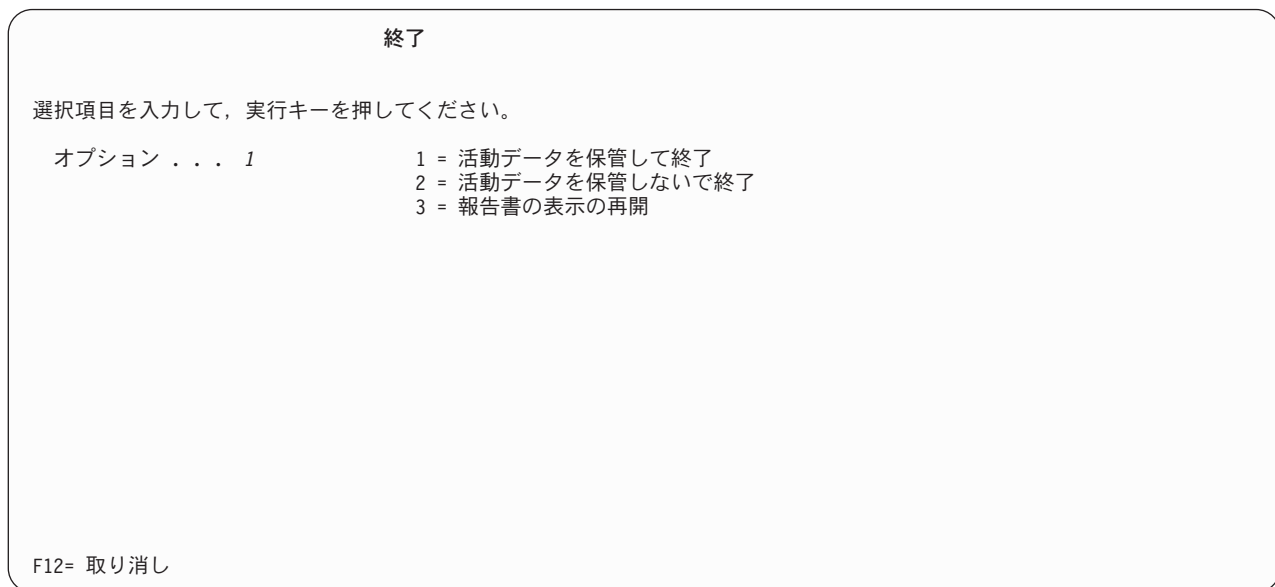 終了
選択項目を入力して，実行キーを押してください。
オプション . . . 1 1 = 活動データを保管して終了
2 = 活動データを保管しないで終了
3 = 報告書の表示の再開
F12= 取り消し